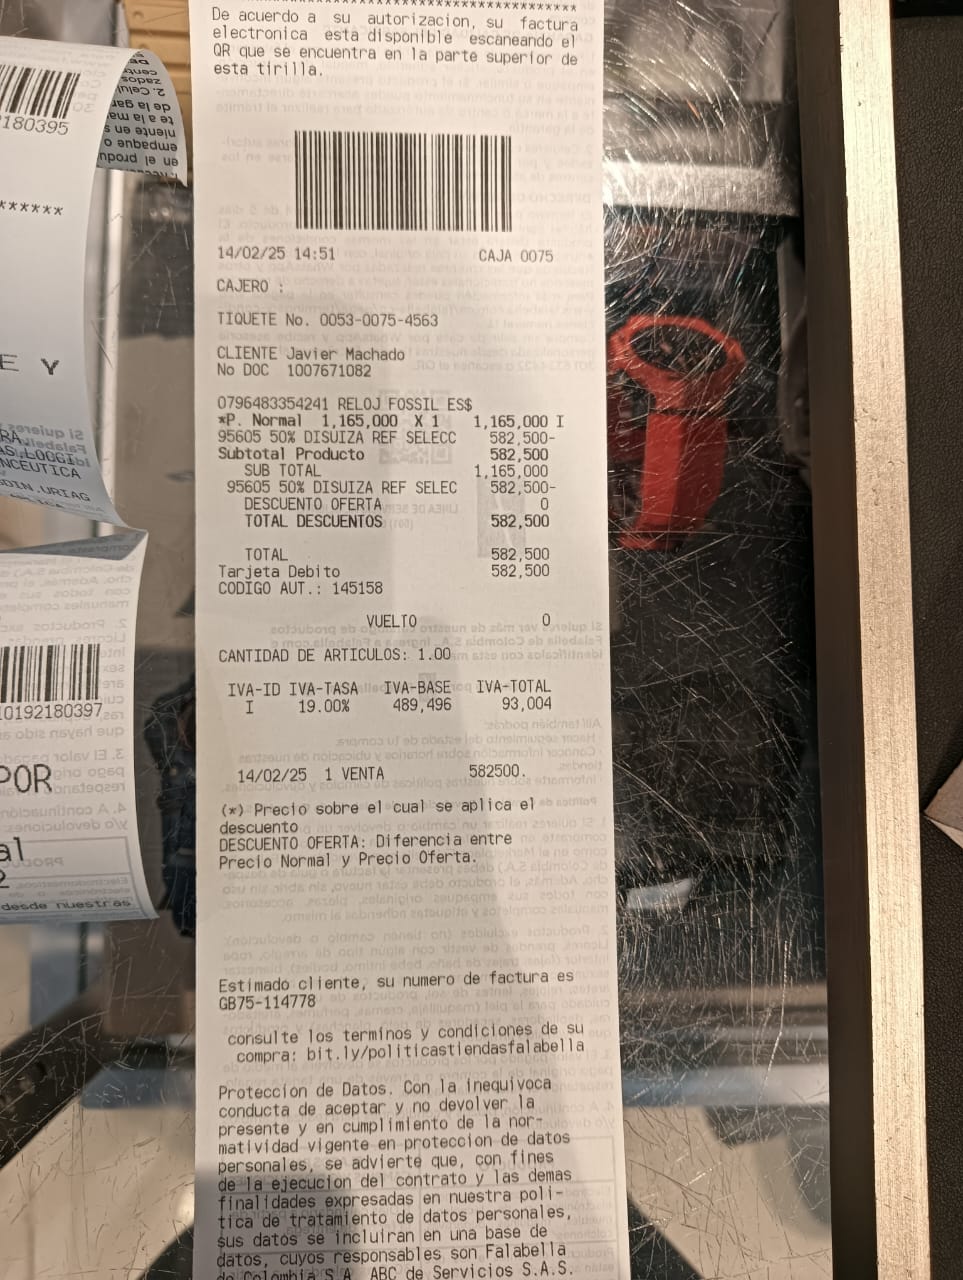 *************************************
De acuerdo a su autorizacion, su factura
electronica esta disponible escaneando el
QR que se encuentra en la parte superior de
esta tirilla.
14/02/25 14:51 CAJA 0075
CAJERO :
TIQUETE No. 0053-0075-4563
CLIENTE Javier Machado
No DOC 1007671082
0796483354241 RELOJ FOSSIL ES$
*P. Normal 1,165,000 X 1 1,165,000 I
95605 50% DISUIZA REF SELECC 582,500-
Subtotal Producto 582,500
SUB TOTAL 1,165,000
95605 50% DISUIZA REF SELEC 582,500-
DESCUENTO OFERTA 0
TOTAL DESCUENTOS 582,500
TOTAL 582,500
Tarjeta Debito 582,500
CODIGO AUT.: 145158
VUELTO 0
CANTIDAD DE ARTICULOS: 1.00
IVA-ID IVA-TASA IVA-BASE IVA-TOTAL
I 19.00% 489,496 93,004
14/02/25 1 VENTA 582500.
(*) Precio sobre el cual se aplica el
descuento
DESCUENTO OFERTA: Diferencia entre
Precio Normal y Precio Oferta.
Estimado cliente, su numero de factura es
GB75-114778
consulte los terminos y condiciones de su
compra: bit.ly/politicastiendasfalabella
Proteccion de Datos. Con la inequivoca
conducta de aceptar y no devolver la
presente y en cumplimiento de la nor-
matividad vigente en proteccion de datos
personales, se advierte que, con fines
de la ejecucion del contrato y las demas
finalidades expresadas en nuestra poli-
tica de tratamiento de datos personales,
sus datos se incluiran en una base de
datos, cuyos responsables son Falabella
de Colombia S.A. ABC de Servicios S.A.S.
2180395
******
E Y
NCEUTICA
DIN.URIAG
10192180397
POR
al
2
desde nuestras